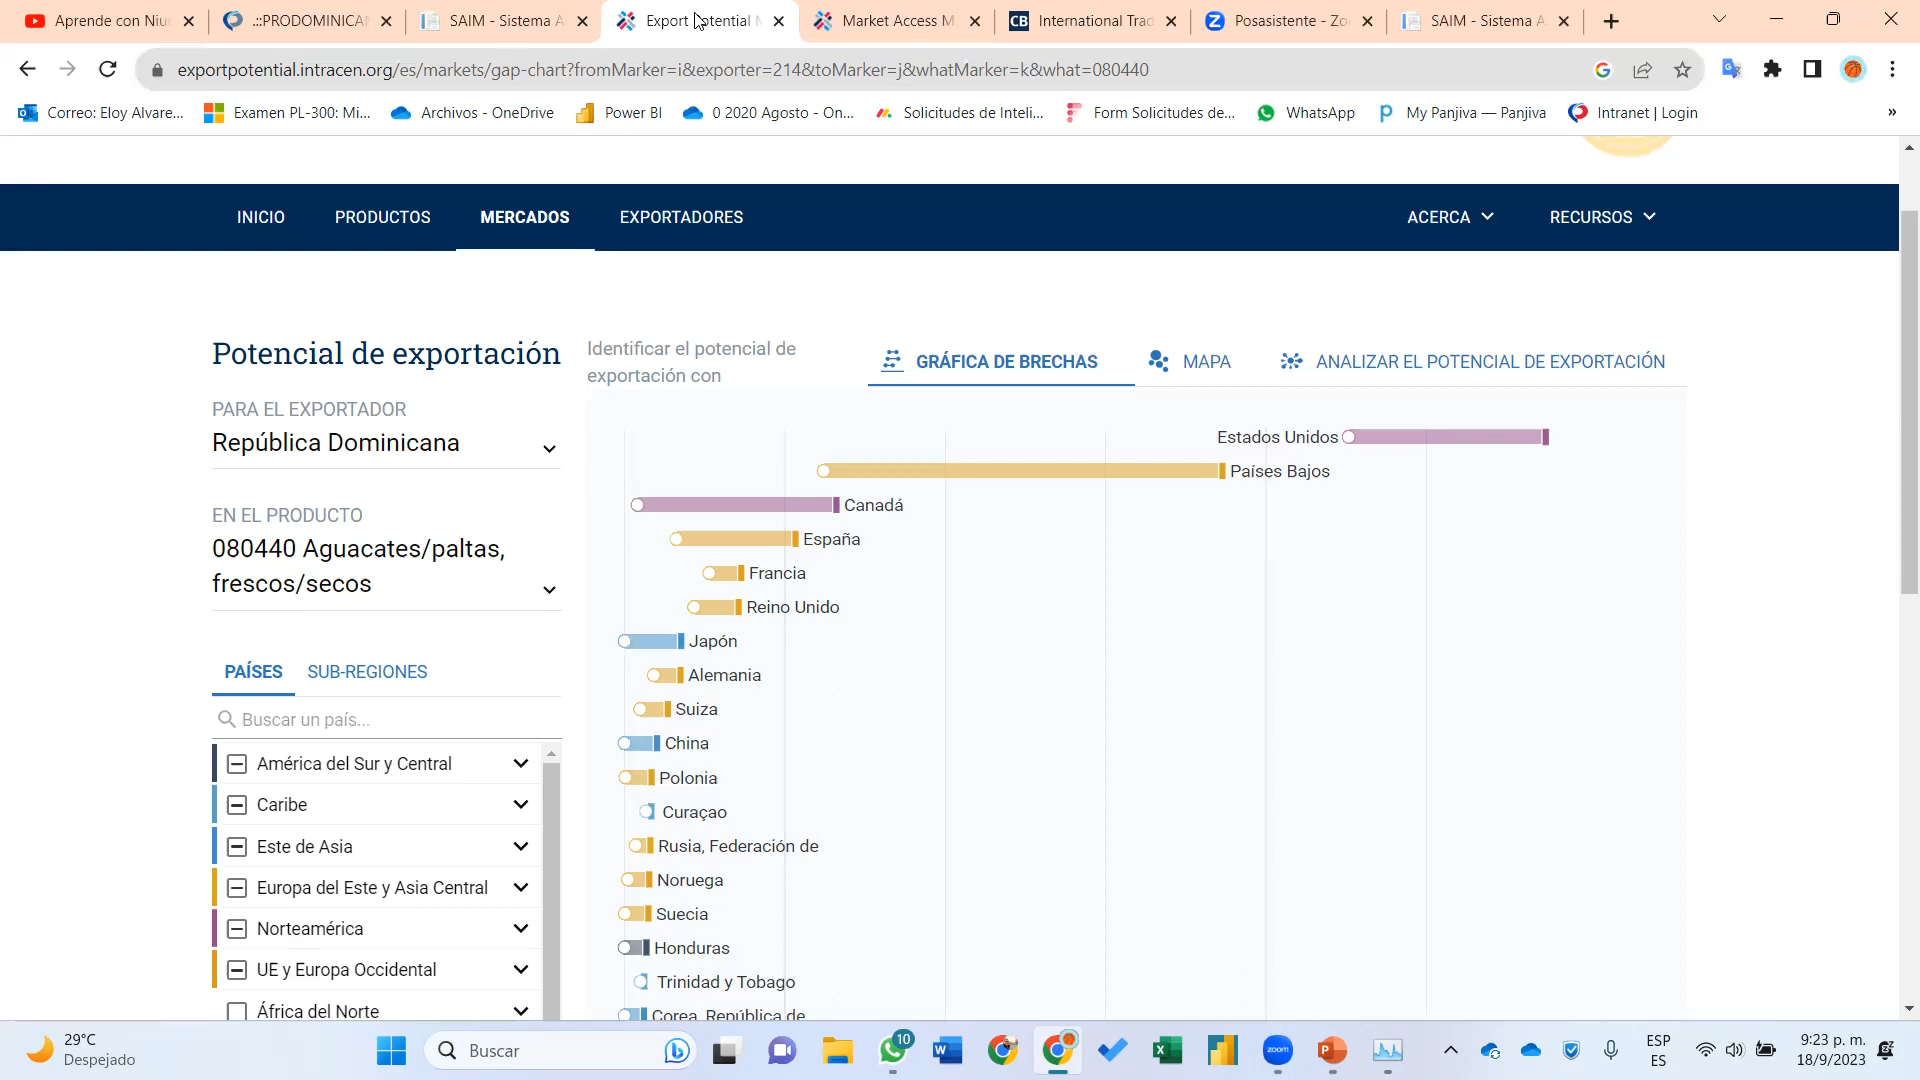 Aprende con Niu
.::PRODOMINICAN
SAIM - Sistema A
Export Potential M
Market Access M
International Trad
Posasistente - Zo
SAIM - Sistema A
exportpotential.intracen.org/es/markets/gap-chart?fromMarker=i&exporter=214&toMarker=j&whatMarker=k&what=080440
Correo: Eloy Alvare...
Examen PL-300: Mi...
Archivos - OneDrive
Power BI
0 2020 Agosto - On...
Solicitudes de Inteli...
Form Solicitudes de...
WhatsApp
My Panjiva — Panjiva
Intranet | Login
»
INICIO
PRODUCTOS
MERCADOS
EXPORTADORES
ACERCA
RECURSOS
Potencial de exportación
Identificar el potencial de
exportación con
GRÁFICA DE BRECHAS
MAPA
ANALIZAR EL POTENCIAL DE EXPORTACIÓN
PARA EL EXPORTADOR
República Dominicana
EN EL PRODUCTO
080440 Aguacates/paltas,
frescos/secos
PAÍSES
SUB-REGIONES
Buscar un país...
América del Sur y Central
Caribe
Este de Asia
Europa del Este y Asia Central
Norteamérica
UE y Europa Occidental
África del Norte
Estados Unidos
Países Bajos
Canadá
España
Francia
Reino Unido
Japón
Alemania
Suiza
China
Polonia
Curaçao
Rusia, Federación de
Noruega
Suecia
Honduras
Trinidad y Tobago
Corea, República de
29°C
Despejado
Buscar
10
zoom
ESP
ES
9:23 p. m.
18/9/2023